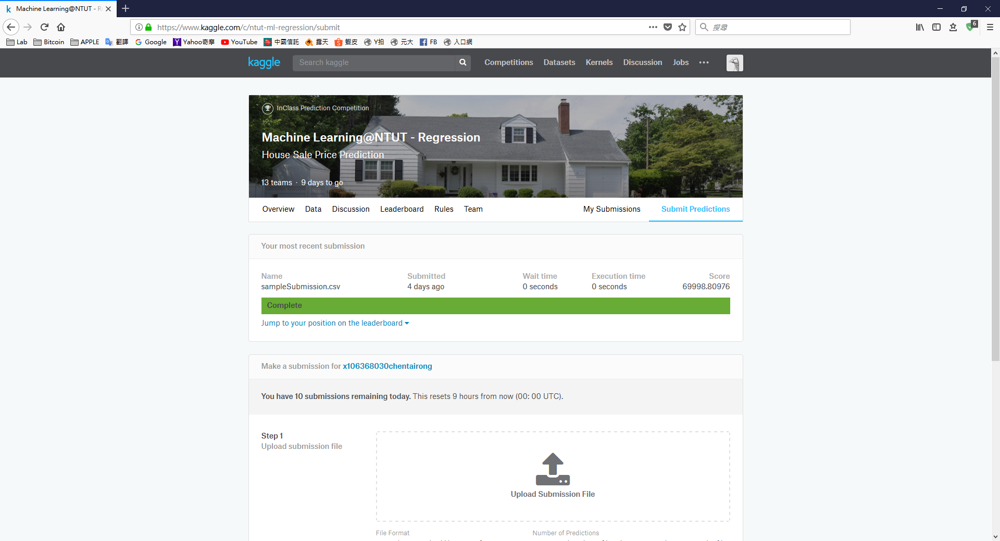 Machine Learning@NTUT - R
https://www.kaggle.com/c/ntut-ml-regression/submit
搜尋
6
Lab Bitcoin APPLE 翻譯 Google Yahoo奇摩 YouTube 中國信託 露天 蝦皮 Y拍 元大 FB 入口網
kaggle
Search kaggle
Competitions Datasets Kernels Discussion Jobs
InClass Prediction Competition
Machine Learning@NTUT - Regression
House Sale Price Prediction
13 teams · 9 days to go
Overview Data Discussion Leaderboard Rules Team My Submissions Submit Predictions
Your most recent submission
Name Submitted Wait time Execution time Score
sampleSubmission.csv 4 days ago 0 seconds 0 seconds 69998.80976
Complete
Jump to your position on the leaderboard
Make a submission for x106368030chentairong
You have 10 submissions remaining today. This resets 9 hours from now (00: 00 UTC).
Step 1
Upload submission file
Upload Submission File
File Format Number of Predictions